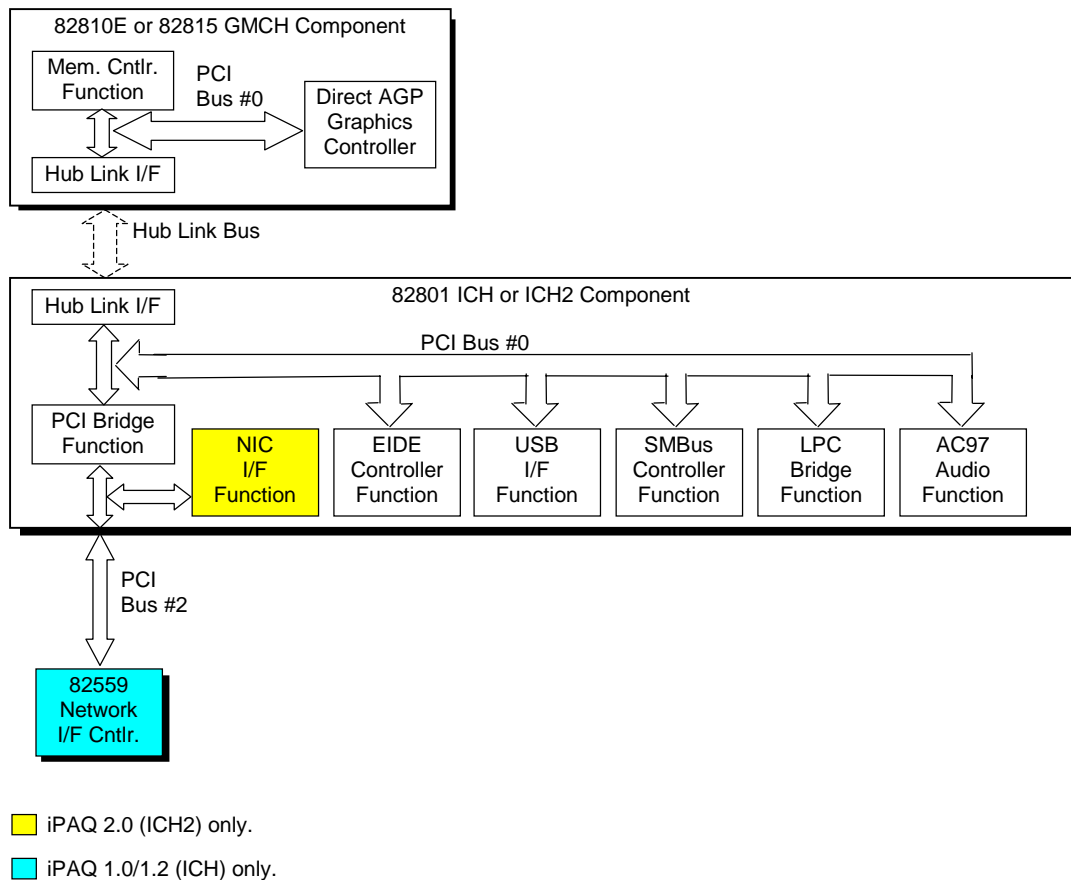 82810E or 82815 GMCH Component
Mem. Cntlr.
Function
PCI
Bus #0
Direct AGP
Graphics
Controller
Hub Link I/F
Hub Link Bus
82801 ICH or ICH2 Component
Hub Link I/F
PCI Bus #0
PCI Bridge
Function
NIC
I/F
Function
EIDE
Controller
Function
USB
I/F
Function
SMBus
Controller
Function
LPC
Bridge
Function
AC97
Audio
Function
PCI
Bus #2
82559
Network
I/F Cntlr.
iPAQ 2.0 (ICH2) only.
iPAQ 1.0/1.2 (ICH) only.